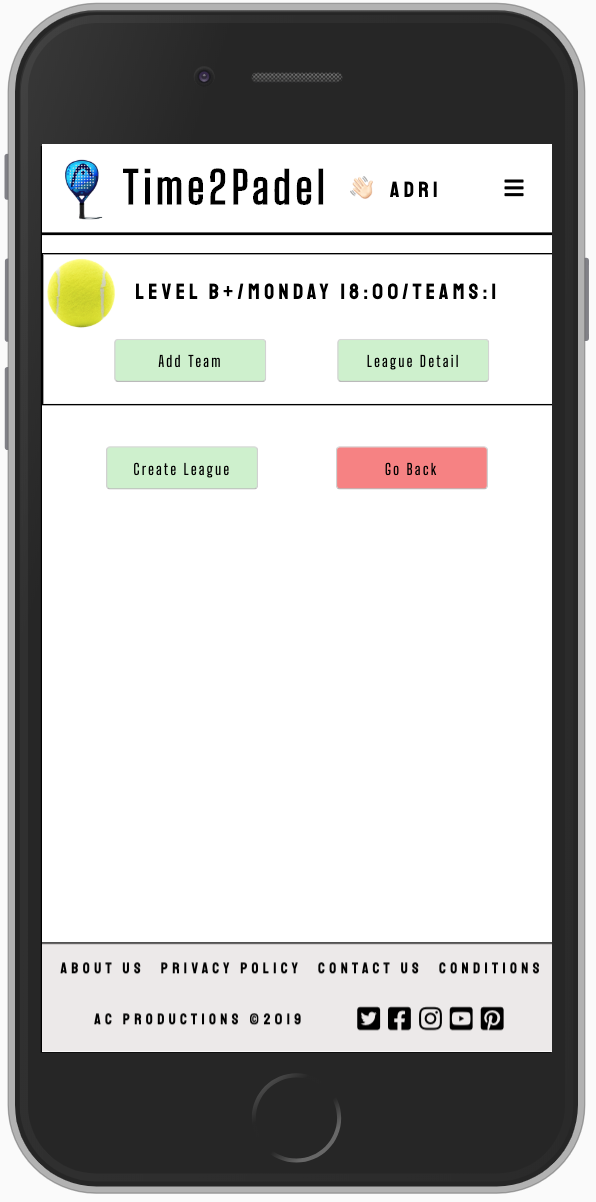 Time2Padel 👋🏻 ADRI
LEVEL B+/MONDAY 18:00/TEAMS:1
Add Team League Detail
Create League Go Back
ABOUT US PRIVACY POLICY CONTACT US CONDITIONS
AC PRODUCTIONS ©2019